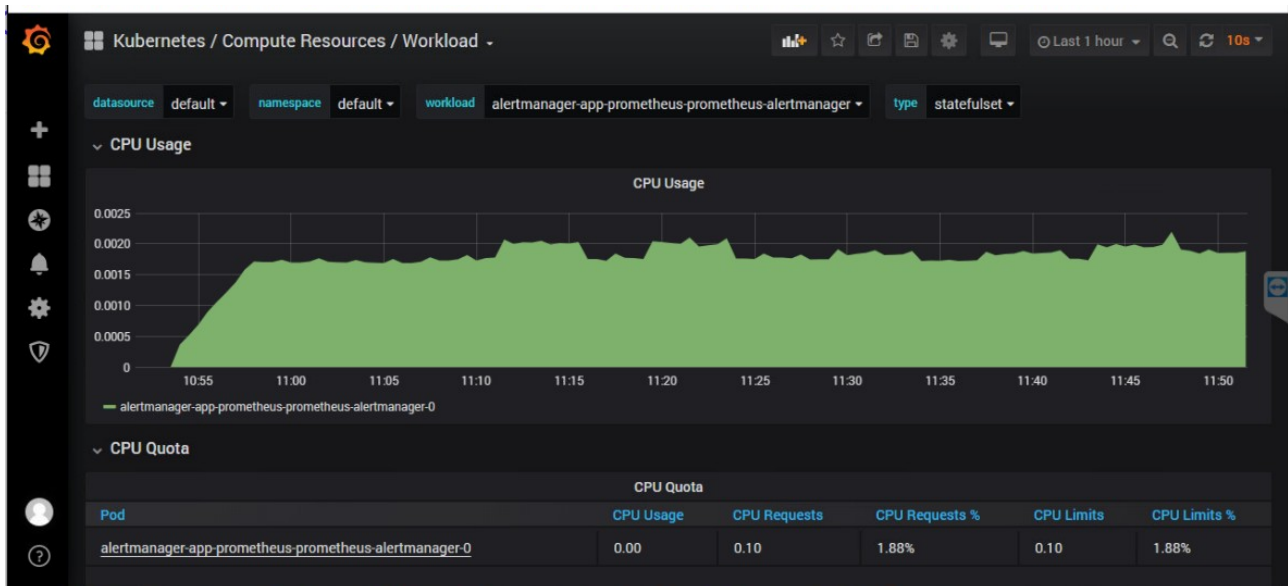 Kubernetes / Compute Resources / Workload
Last 1 hour
10s
datasource default namespace default workload alertmanager-app-prometheus-prometheus-alertmanager type statefulset
CPU Usage
CPU Usage
0.0025
0.0020
0.0015
0.0010
0.0005
0
10:55 11:00 11:05 11:10 11:15 11:20 11:25 11:30 11:35 11:40 11:45 11:50
alertmanager-app-prometheus-prometheus-alertmanager-0
CPU Quota
CPU Quota
Pod CPU Usage CPU Requests CPU Requests % CPU Limits CPU Limits %
alertmanager-app-prometheus-prometheus-alertmanager-0 0.00 0.10 1.88% 0.10 1.88%